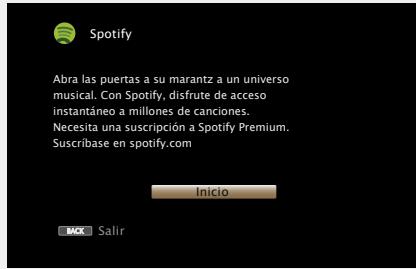 Spotify
Abra las puertas a su marantz a un universo
musical. Con Spotify, disfrute de acceso
instantáneo a millones de canciones.
Necesita una suscripción a Spotify Premium.
Suscríbase en spotify.com
Inicio
BACK Salir